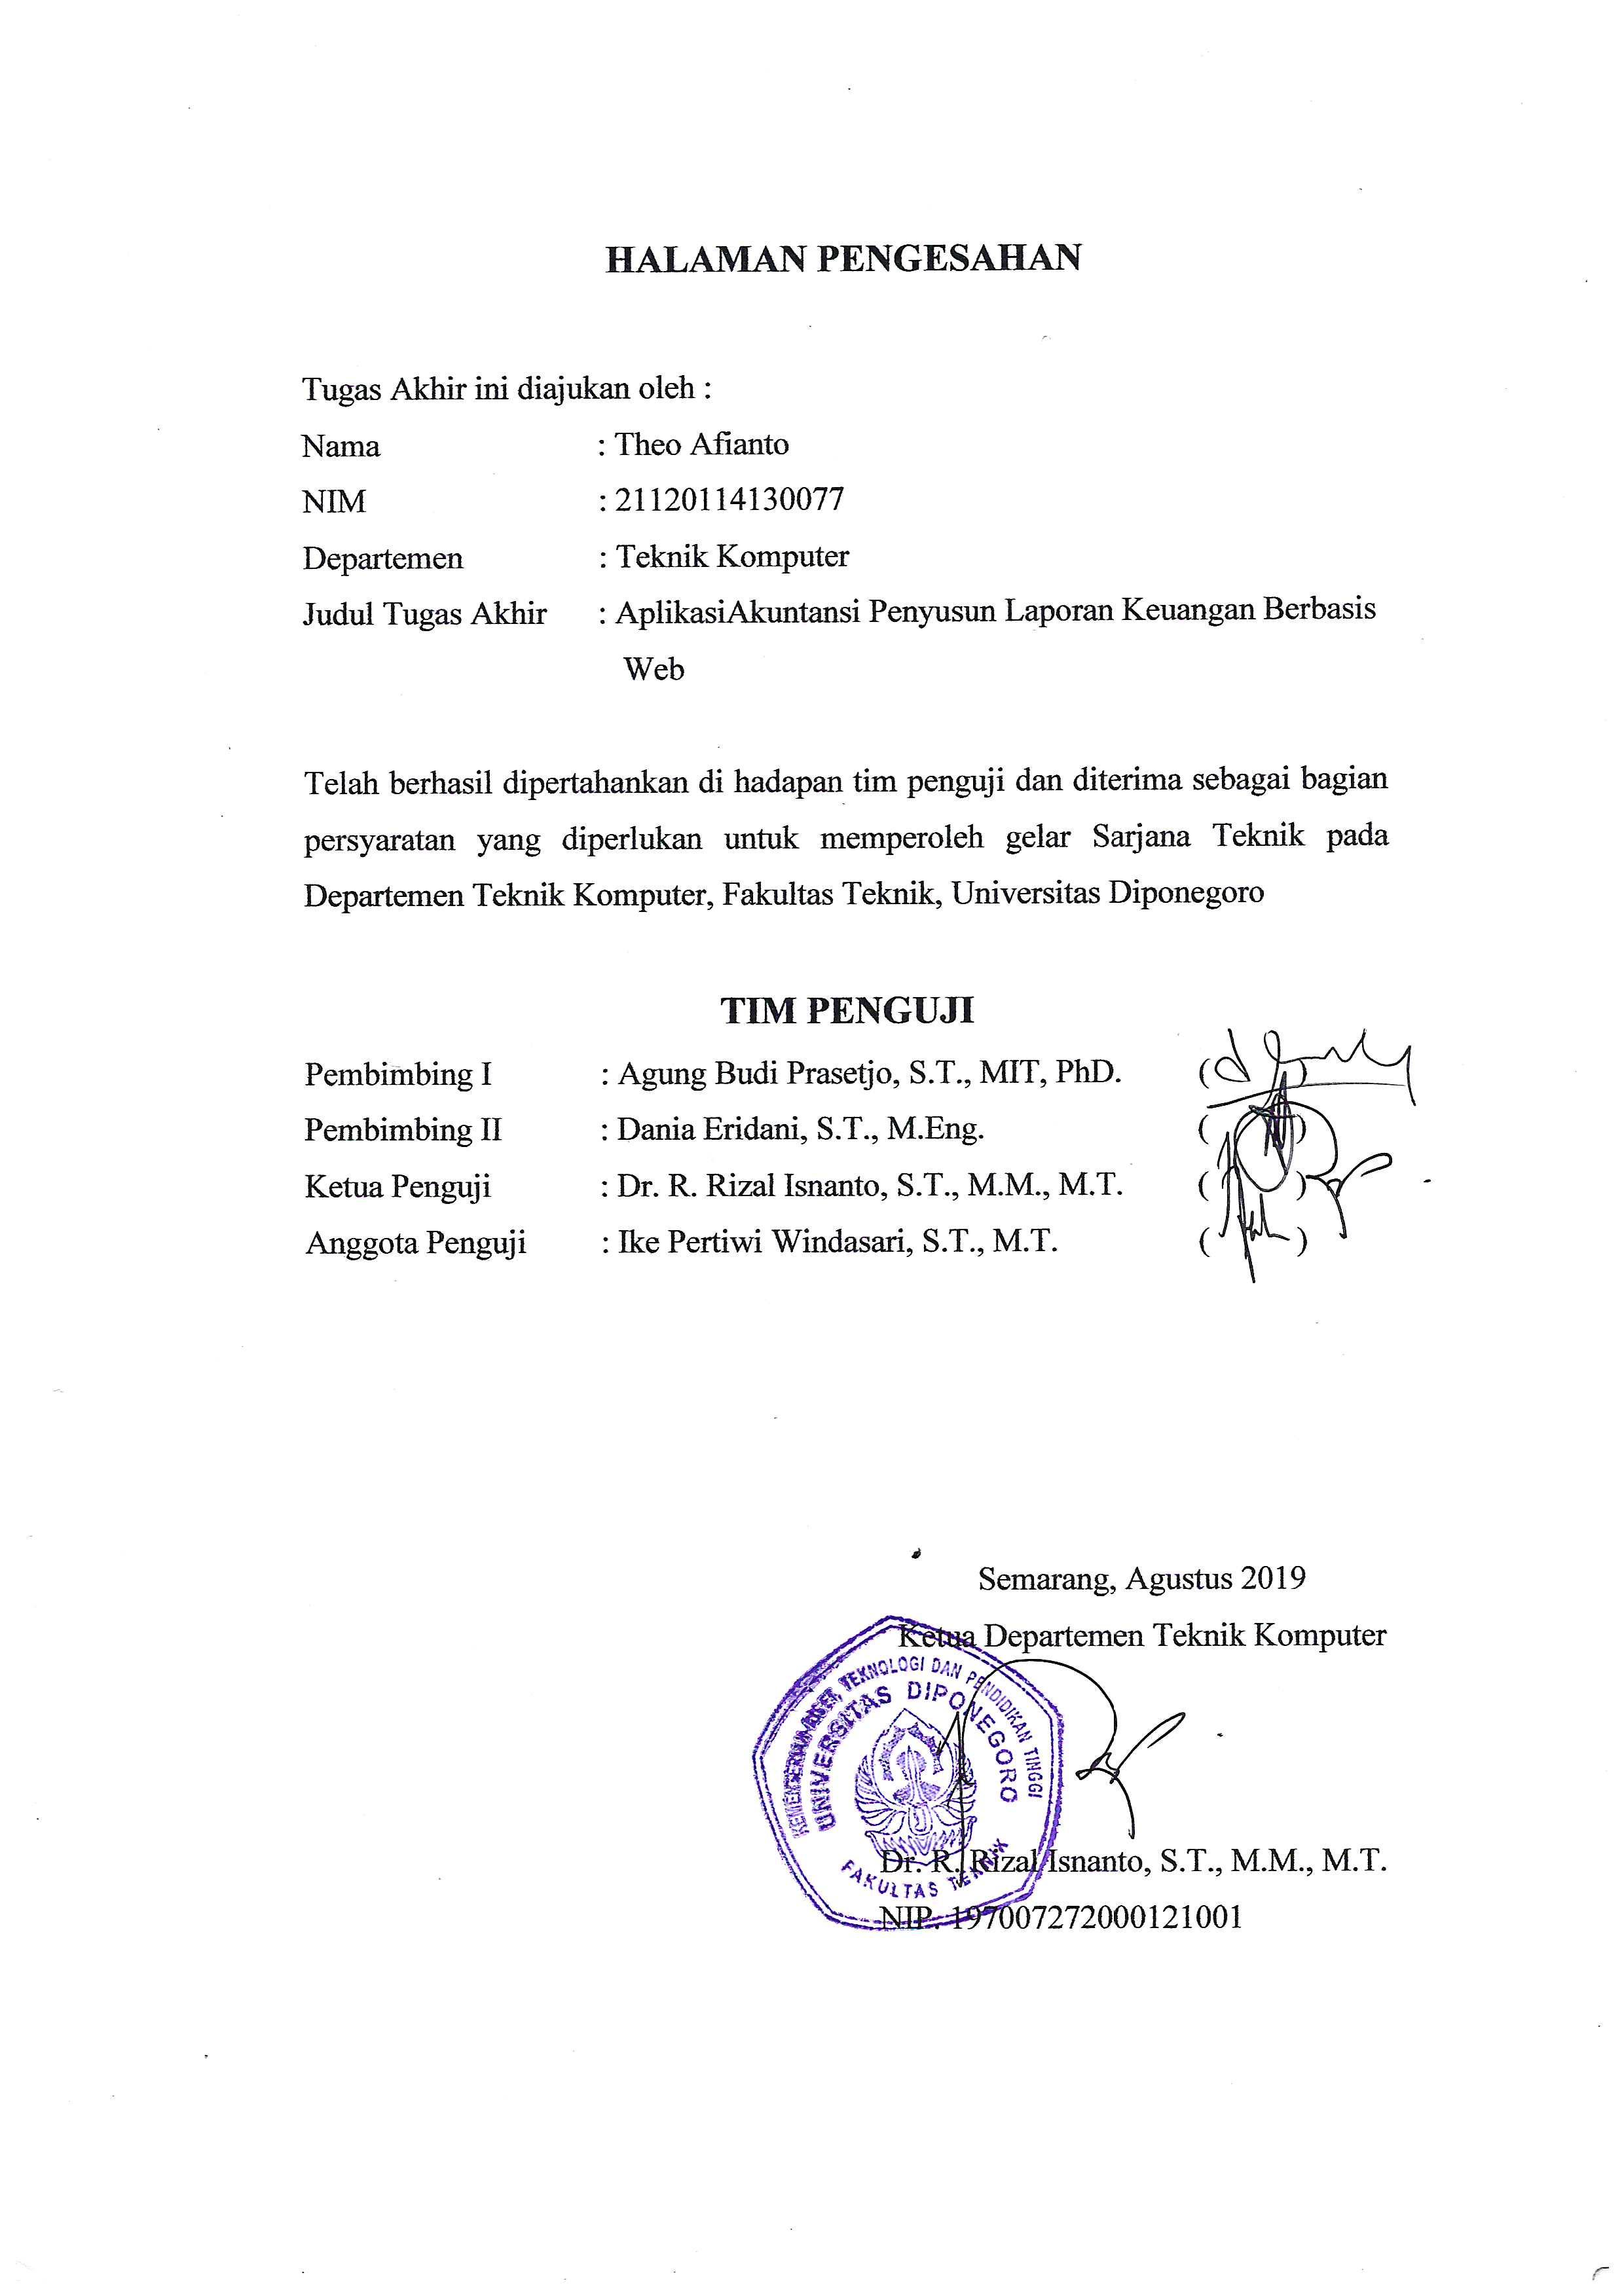 HALAMAN PENGESAHAN
Tugas Akhir ini diajukan oleh :
Nama : Theo Afianto
NIM : 21120114130077
Departemen : Teknik Komputer
Judul Tugas Akhir : AplikasiAkuntansi Penyusun Laporan Keuangan Berbasis
Web
Telah berhasil dipertahankan di hadapan tim penguji dan diterima sebagai bagian
persyaratan yang diperlukan untuk memperoleh gelar Sarjana Teknik pada
Departemen Teknik Komputer, Fakultas Teknik, Universitas Diponegoro
TIM PENGUJI
Pembimbing I : Agung Budi Prasetjo, S.T., MIT, PhD. ( )
Pembimbing II : Dania Eridani, S.T., M.Eng. ( )
Ketua Penguji : Dr. R. Rizal Isnanto, S.T., M.M., M.T. ( )
Anggota Penguji : Ike Pertiwi Windasari, S.T., M.T. ( )
Semarang, Agustus 2019
Ketua Departemen Teknik Komputer
TEKNOLOGI DAN PENDIDIKAN TINGGI
UNIVERSITAS DIPONEGORO
FAKULTAS TEKNIK
Dr. R. Rizal Isnanto, S.T., M.M., M.T.
NIP. 197007272000121001